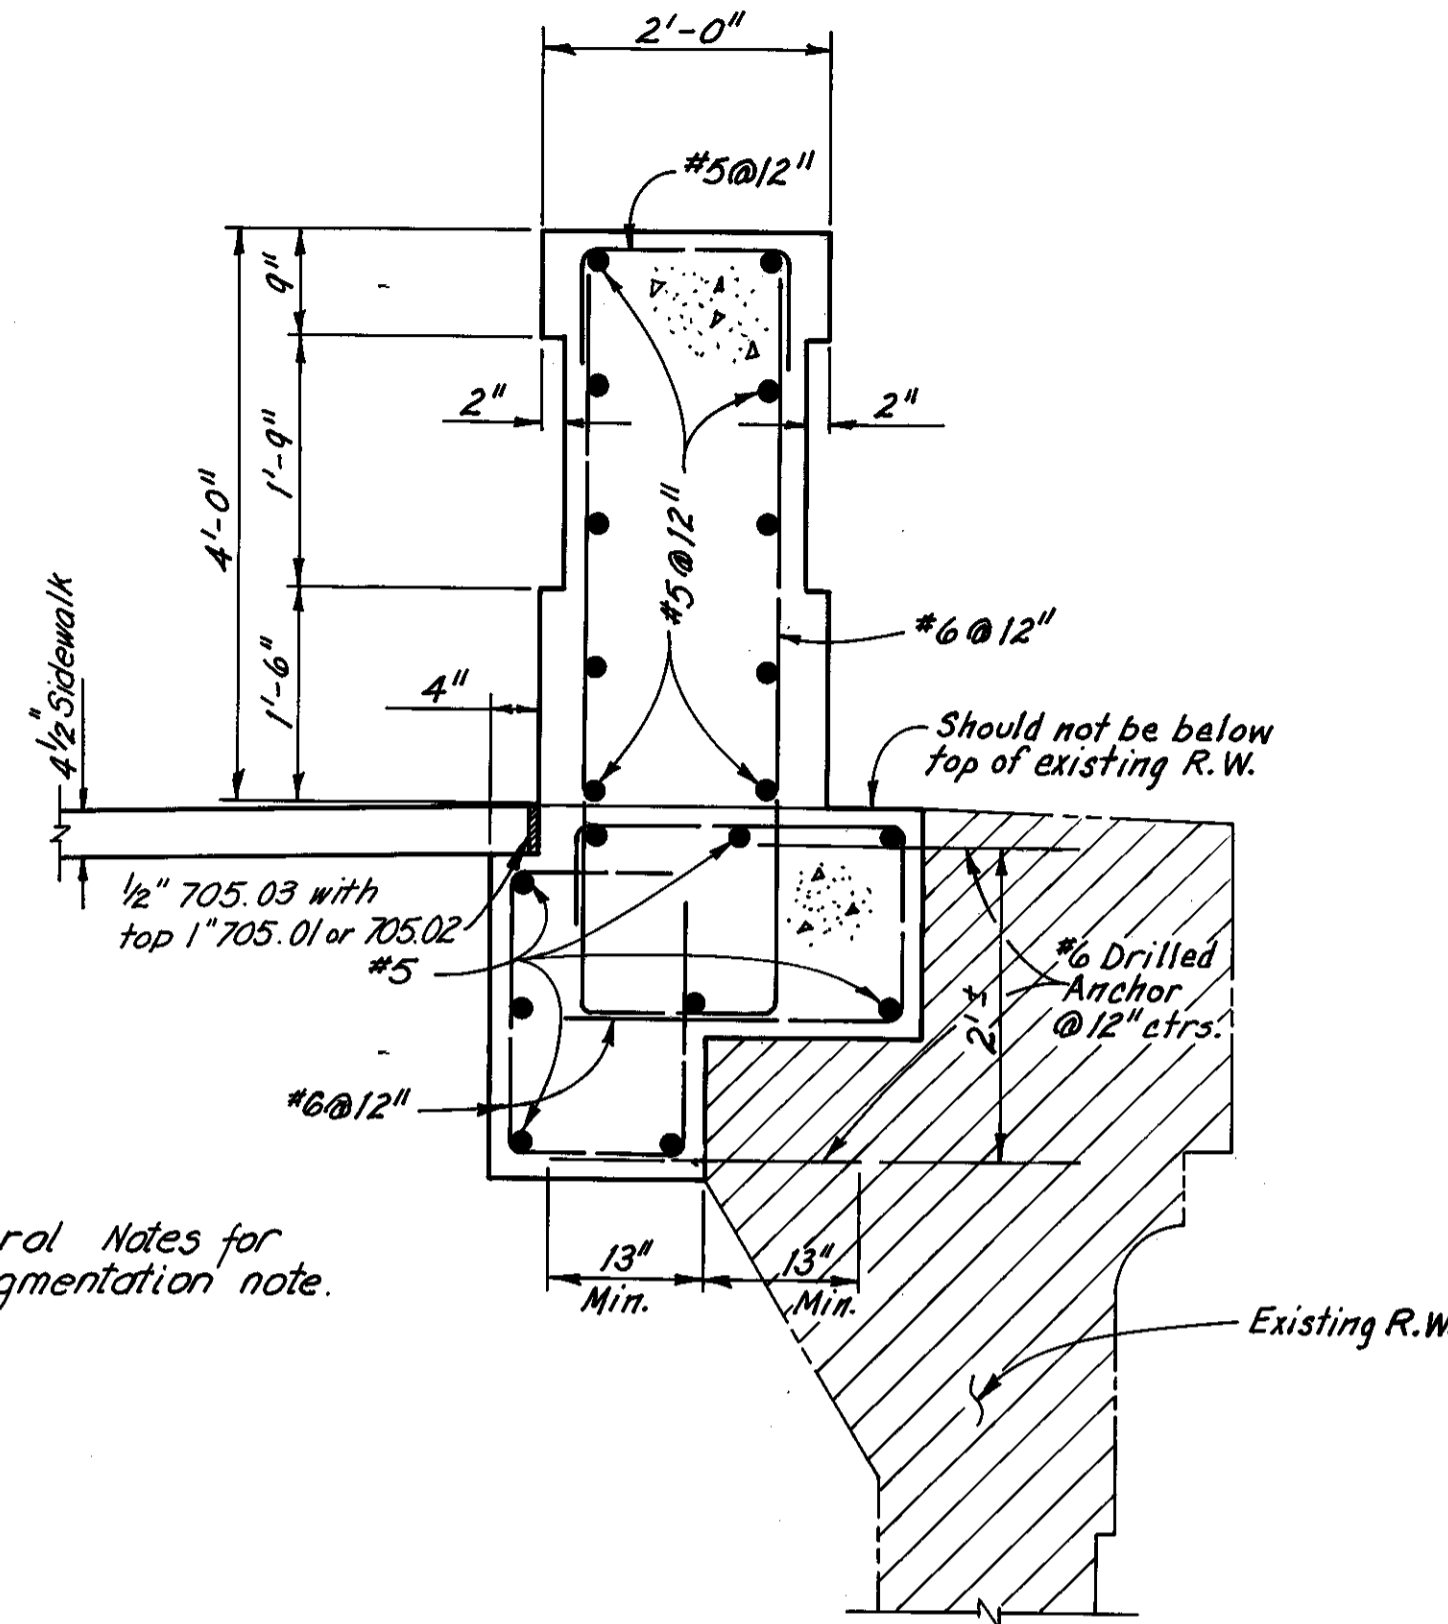 2'-0"
#5@12"
9"
2"
2"
1'-9"
4'-0"
#5@12"
#6@12"
4½" Sidewalk
1'-6"
4"
Should not be below
top of existing R.W.
½" 705.03 with
top 1" 705.01 or 705.02
#5
#6 Drilled
Anchor
@12" ctrs.
2'±
#6@12"
ral Notes for
gmentation note.
13"
Min.
13"
Min.
Existing R.W.